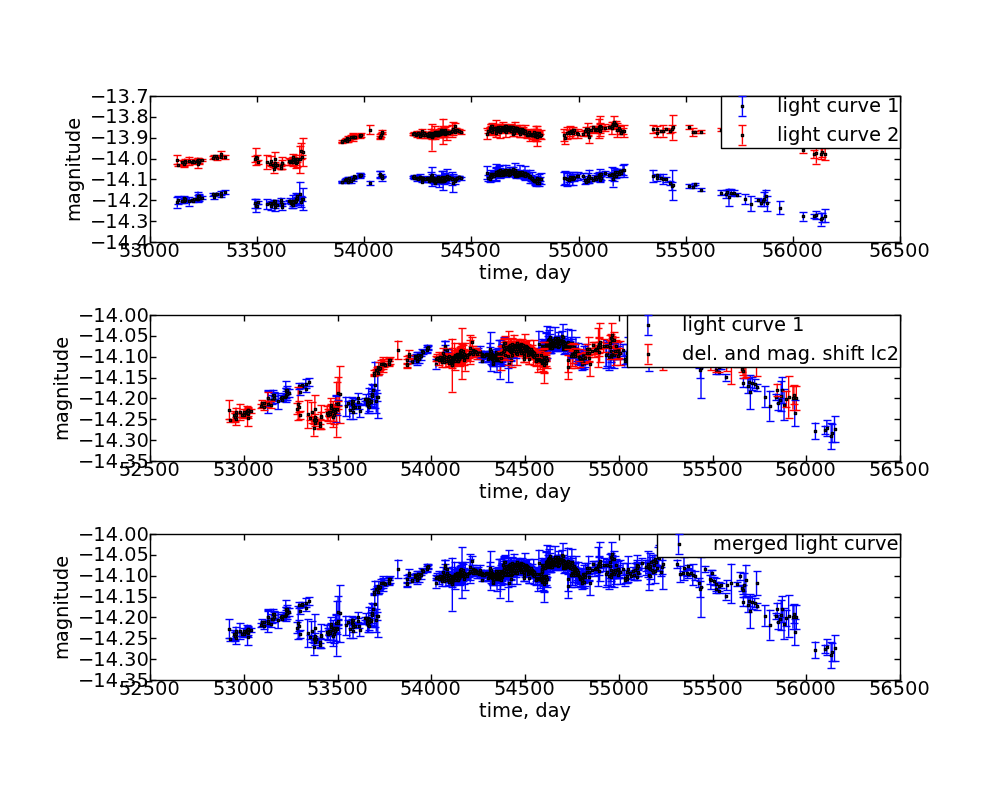 −13.7
−13.8
−13.9
−14.0
−14.1
−14.2
−14.3
−14.4
magnitude
light curve 1
light curve 2
53000 53500 54000 54500 55000 55500 56000 56500
time, day
−14.00
−14.05
−14.10
−14.15
−14.20
−14.25
−14.30
−14.35
magnitude
light curve 1
del. and mag. shift lc2
52500 53000 53500 54000 54500 55000 55500 56000 56500
time, day
−14.00
−14.05
−14.10
−14.15
−14.20
−14.25
−14.30
−14.35
magnitude
merged light curve
52500 53000 53500 54000 54500 55000 55500 56000 56500
time, day